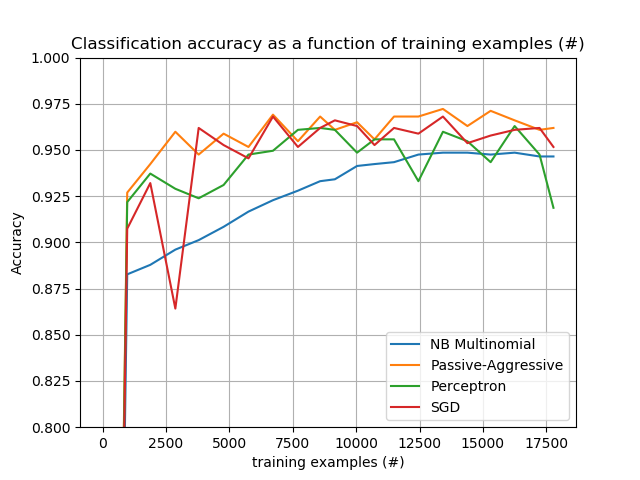 Classification accuracy as a function of training examples (#)
1.000
0.975
0.950
0.925
0.900
0.875
0.850
0.825
0.800
Accuracy
NB Multinomial
Passive-Aggressive
Perceptron
SGD
0 2500 5000 7500 10000 12500 15000 17500
training examples (#)